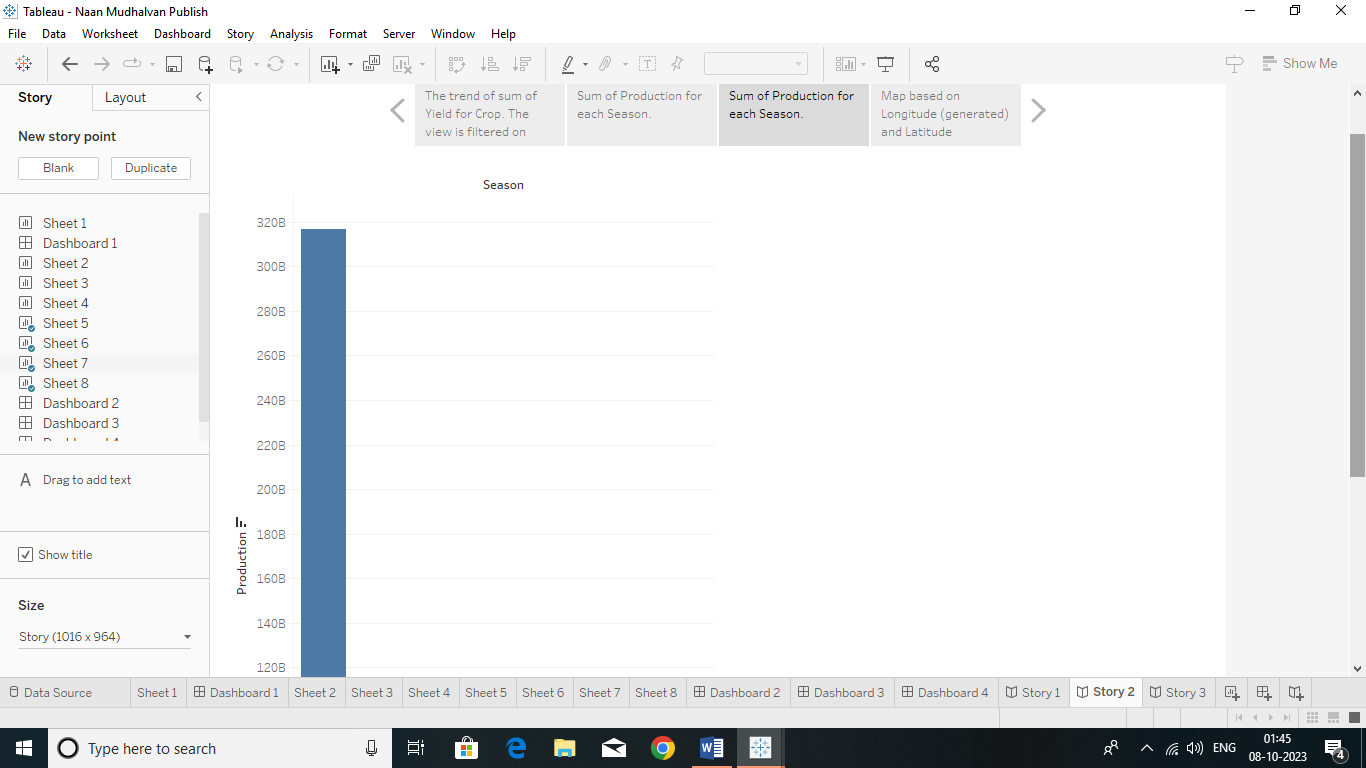 Tableau - Naan Mudhalvan Publish
File Data Worksheet Dashboard Story Analysis Format Server Window Help
Show Me
Story Layout
New story point
Blank Duplicate
Sheet 1
Dashboard 1
Sheet 2
Sheet 3
Sheet 4
Sheet 5
Sheet 6
Sheet 7
Sheet 8
Dashboard 2
Dashboard 3
A Drag to add text
Show title
Size
Story (1016 x 964)
The trend of sum of
Yield for Crop. The
view is filtered on
Sum of Production for
each Season.
Sum of Production for
each Season.
Map based on
Longitude (generated)
and Latitude
Season
320B
300B
280B
260B
240B
220B
200B
180B
160B
140B
120B
Production
Data Source Sheet 1 Dashboard 1 Sheet 2 Sheet 3 Sheet 4 Sheet 5 Sheet 6 Sheet 7 Sheet 8 Dashboard 2 Dashboard 3 Dashboard 4 Story 1 Story 2 Story 3
Type here to search
ENG
01:45
08-10-2023
4